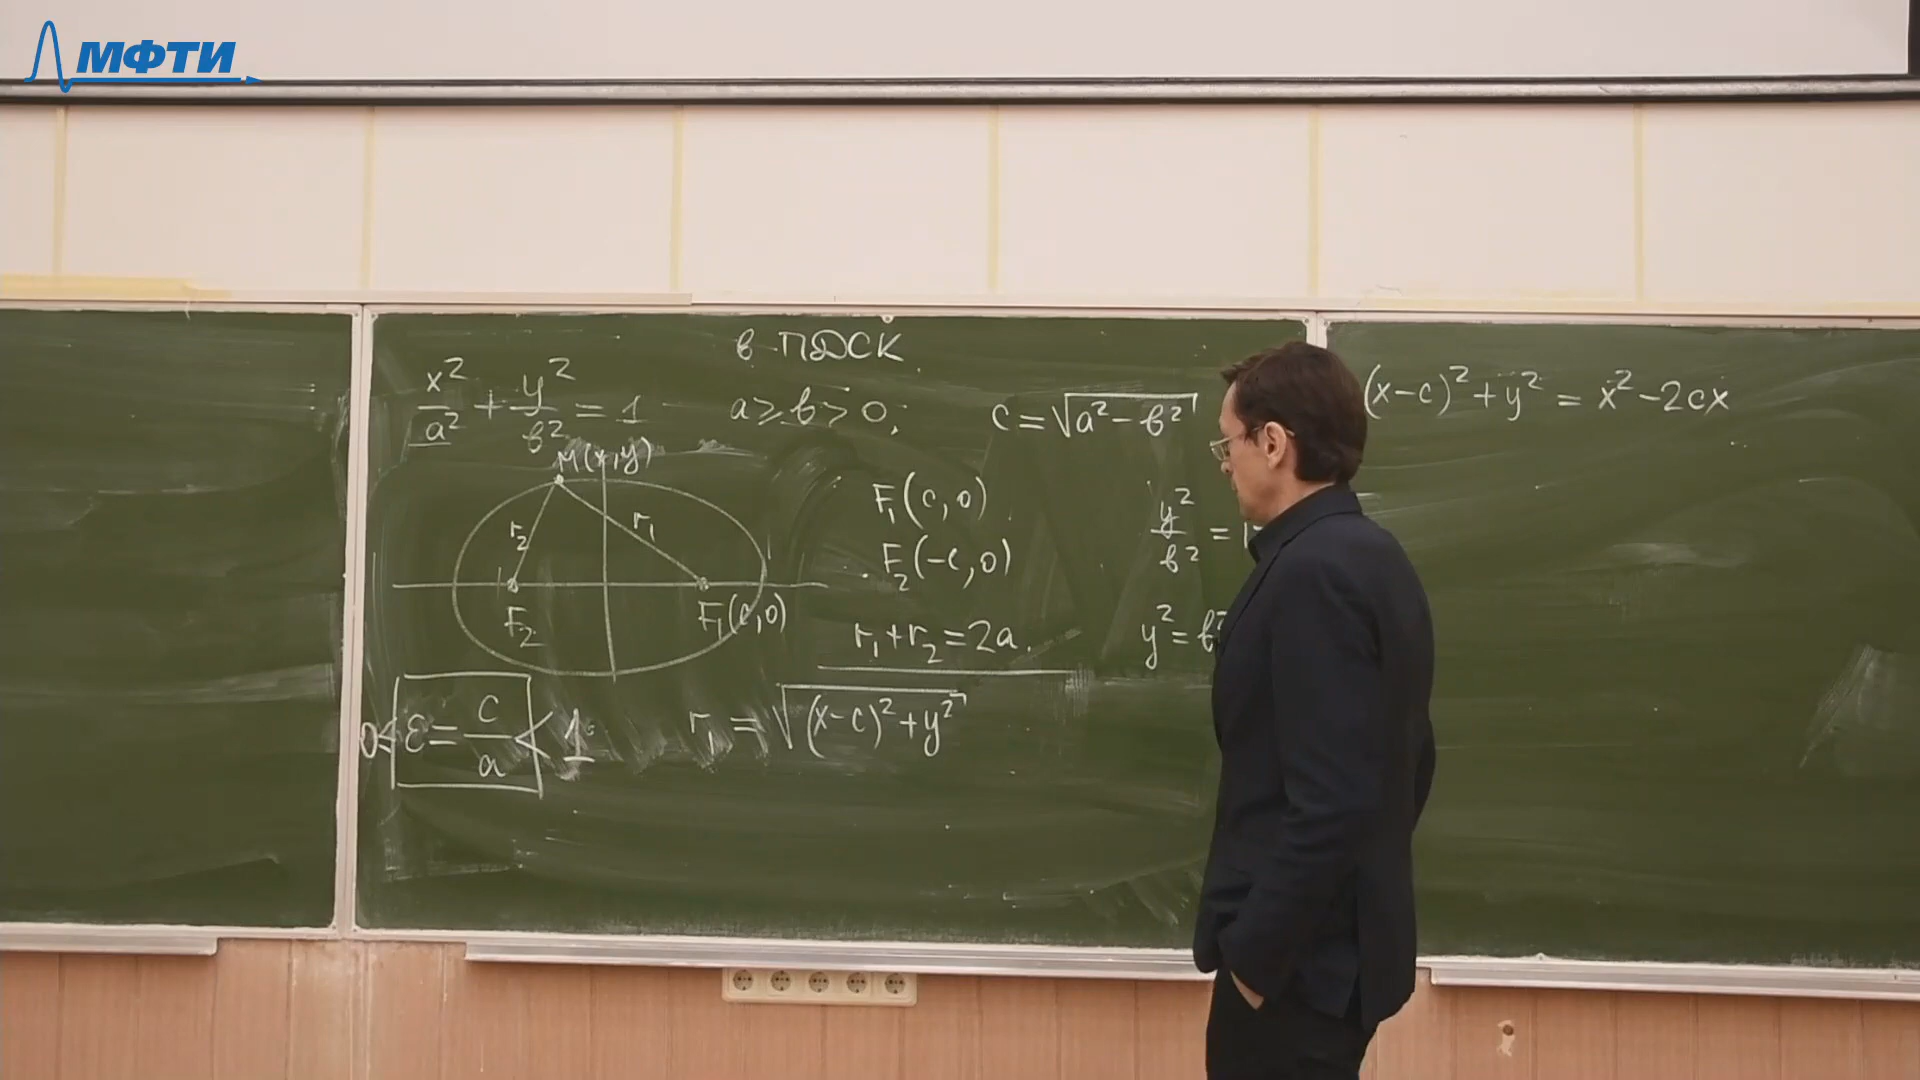 МФТИ
в ПДСК
x²/a² + y²/b² = 1
a ⩾ b > 0;
c = √(a² − b²)
(x−c)² + y² = x² − 2cx
M(x,y)
r₂
r₁
F₂
F₁(c,0)
F₁(c,0)
F₂(−c,0)
r₁+r₂=2a.
y²/b² = 1
y² = b²
0 ⩽ ε = c/a < 1
r₁ = √((x−c)² + y²)